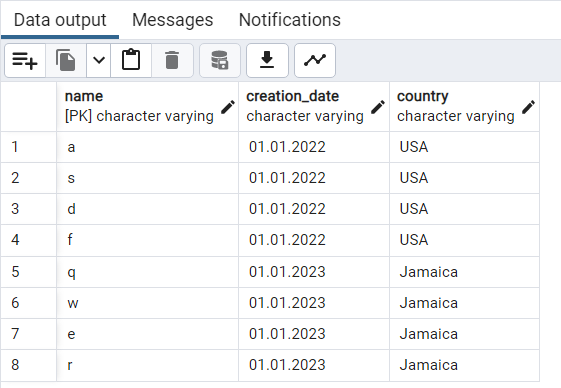 Data output Messages Notifications
name creation_date country
[PK] character varying character varying character varying
1 a 01.01.2022 USA
2 s 01.01.2022 USA
3 d 01.01.2022 USA
4 f 01.01.2022 USA
5 q 01.01.2023 Jamaica
6 w 01.01.2023 Jamaica
7 e 01.01.2023 Jamaica
8 r 01.01.2023 Jamaica